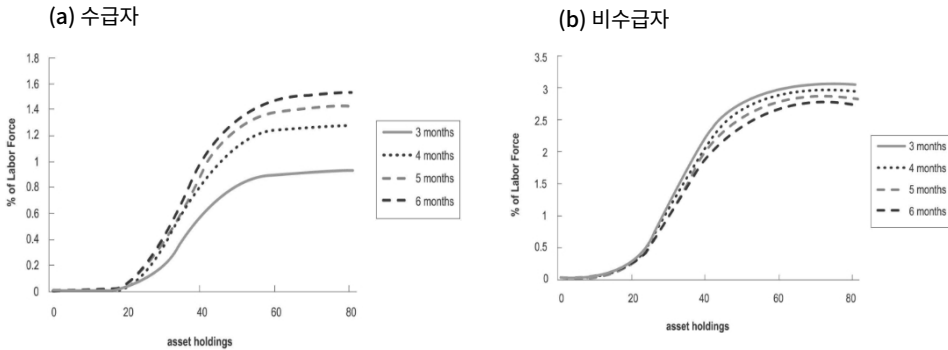 (a) 수급자
(b) 비수급자
1.8
1.6
1.4
1.2
1
0.8
0.6
0.4
0.2
0
% of Labor Force
0 20 40 60 80
asset holdings
3 months
4 months
5 months
6 months
3.5
3
2.5
2
1.5
1
0.5
0
% of Labor Force
0 20 40 60 80
asset holdings
3 months
4 months
5 months
6 months